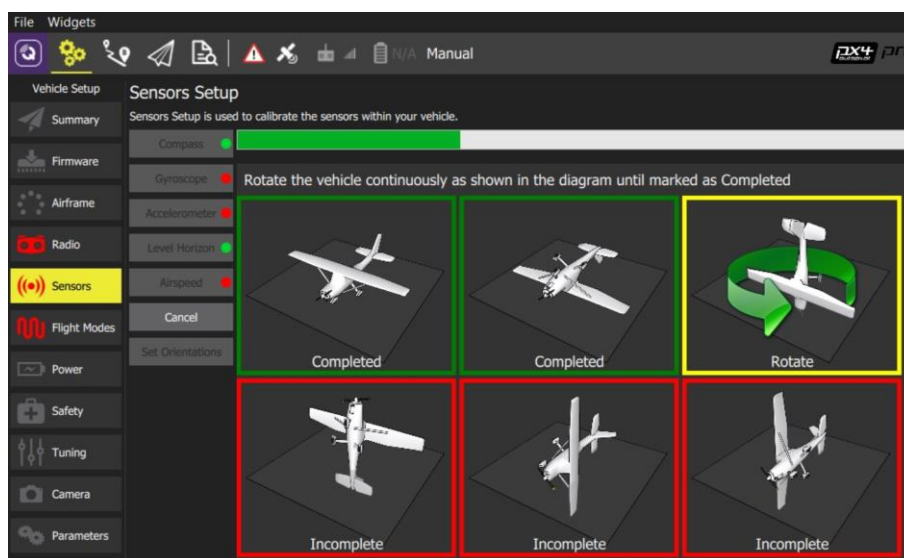 File Widgets
N/A Manual
px4 pro
autopilot
Vehicle Setup
Summary
Firmware
Airframe
Radio
Sensors
Flight Modes
Power
Safety
Tuning
Camera
Parameters
Sensors Setup
Sensors Setup is used to calibrate the sensors within your vehicle.
Compass
Gyroscope
Accelerometer
Level Horizon
Airspeed
Cancel
Set Orientations
Rotate the vehicle continuously as shown in the diagram until marked as Completed
Completed
Completed
Rotate
Incomplete
Incomplete
Incomplete